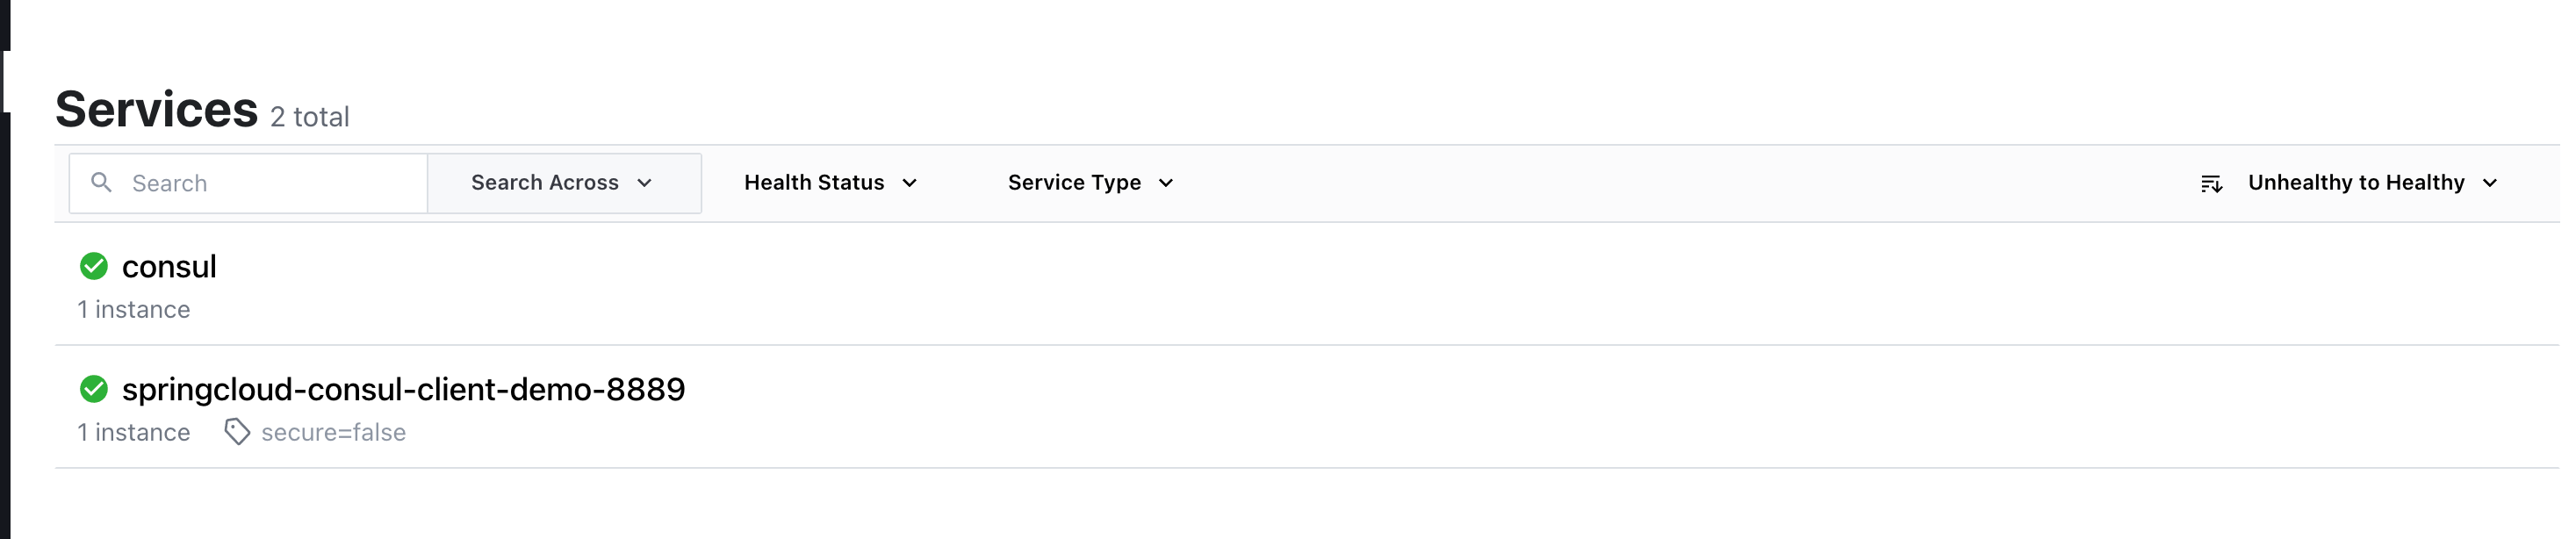 Services 2 total
Search Search Across Health Status Service Type Unhealthy to Healthy
consul
1 instance
springcloud-consul-client-demo-8889
1 instance secure=false